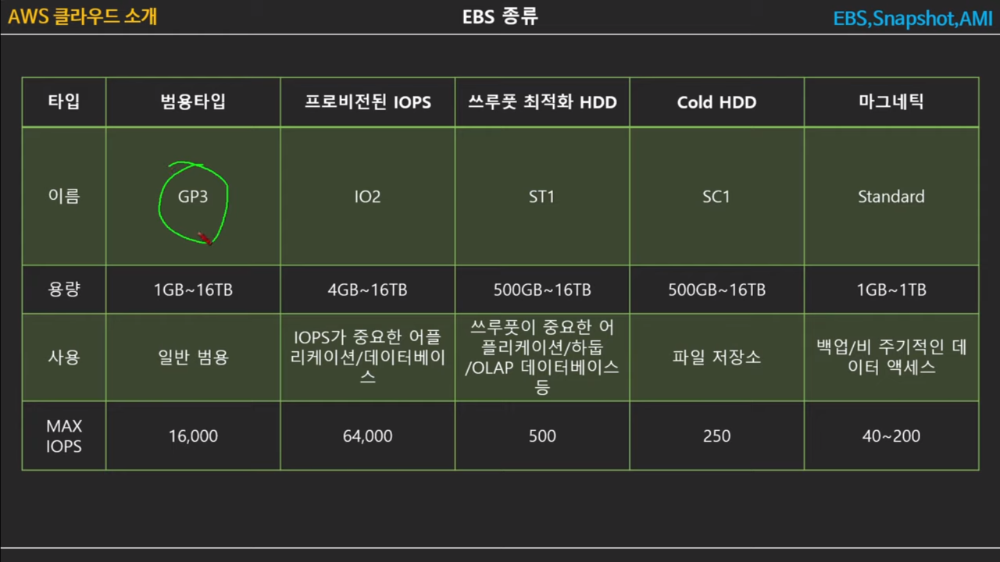 AWS 클라우드 소개
EBS 종류
EBS,Snapshot,AMI
타입
범용타입
프로비전된 IOPS
쓰루풋 최적화 HDD
Cold HDD
마그네틱
이름
GP3
IO2
ST1
SC1
Standard
용량
1GB~16TB
4GB~16TB
500GB~16TB
500GB~16TB
1GB~1TB
사용
일반 범용
IOPS가 중요한 어플
리케이션/데이터베이
스
쓰루풋이 중요한 어
플리케이션/하둡
/OLAP 데이터베이스
등
파일 저장소
백업/비 주기적인 데
이터 액세스
MAX
IOPS
16,000
64,000
500
250
40~200